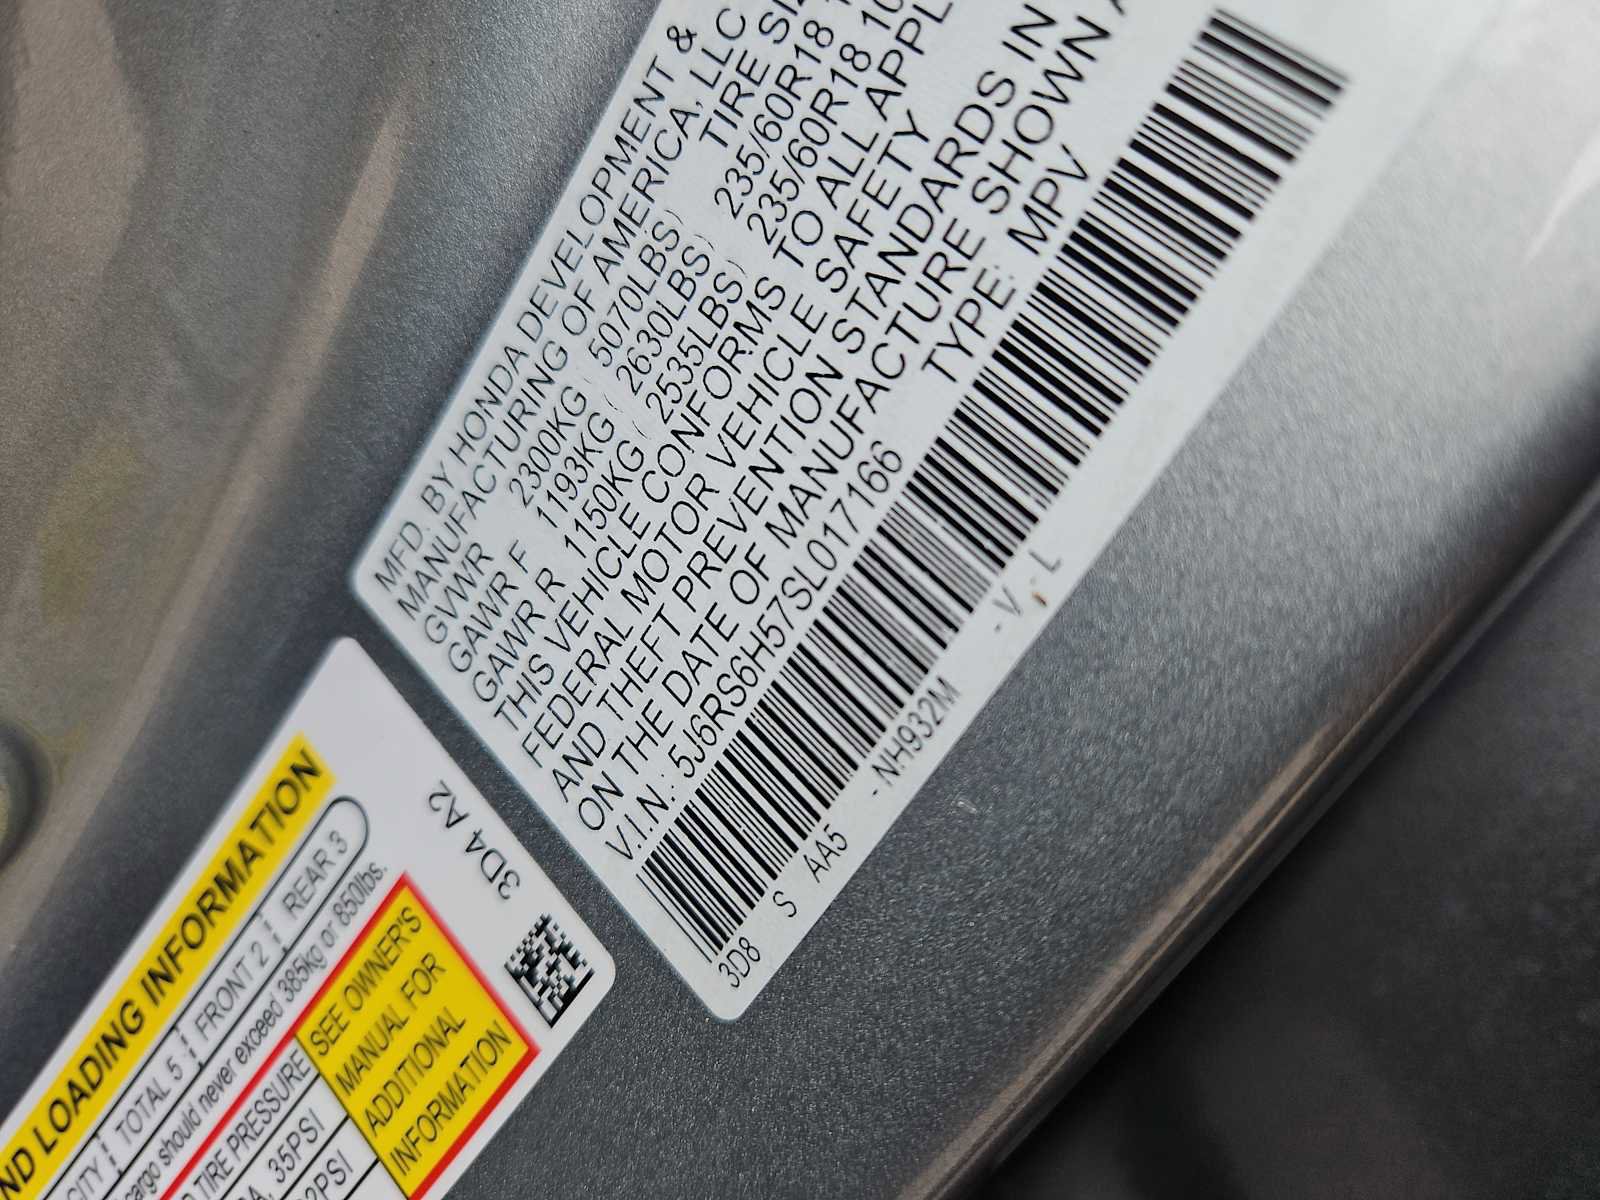 MFD. BY HONDA DEVELOPMENT &
MANUFACTURING OF AMERICA, LLC
TIRE
GVWR 2300KG ( 5070LBS)
GAWR F 1193KG ( 2630LBS) 235/60R18
GAWR R 1150KG ( 2535LBS) 235/60R18
THIS VEHICLE CONFORMS TO ALL
FEDERAL MOTOR VEHICLE SAFETY
AND THEFT PREVENTION STANDARDS IN
ON THE DATE OF MANUFACTURE SHOWN
V.I.N.: 5J6RS6H57SL017166 TYPE: MPV
3D8 S AA5 -NH932M -V L
LOADING INFORMATION
TOTAL 5 FRONT 2 REAR 3
cargo should never exceed 385kg or 850lbs.
TIRE PRESSURE
35PSI
SEE OWNER'S
MANUAL FOR
ADDITIONAL
INFORMATION
3D4 A2